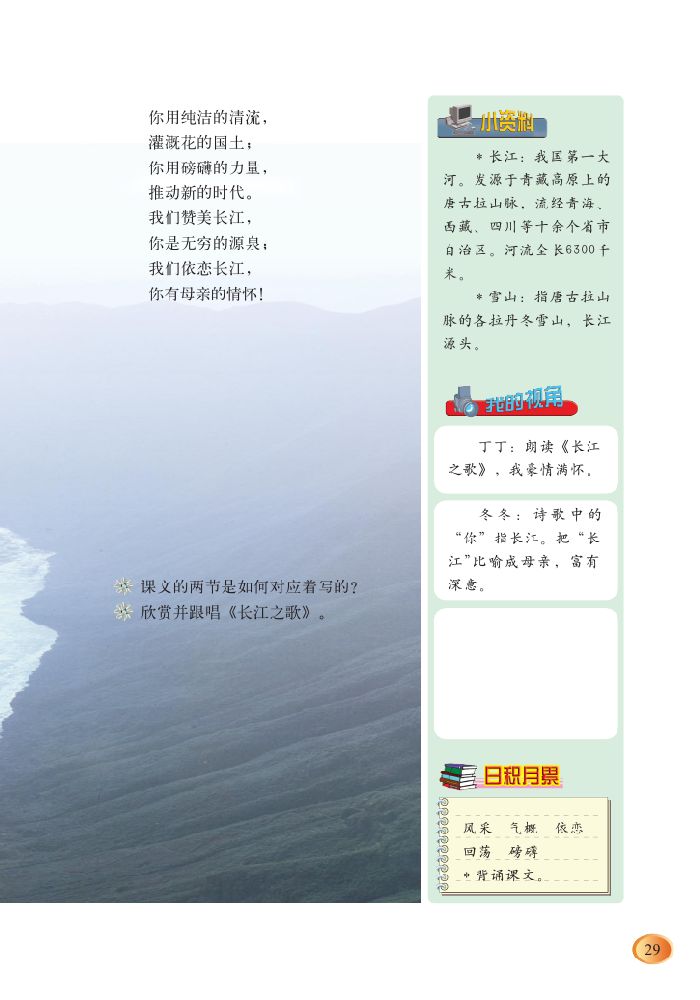 你用纯洁的清流，
灌溉花的国土；
你用磅礴的力量，
推动新的时代。
我们赞美长江，
你是无穷的源泉；
我们依恋长江，
你有母亲的情怀！
课文的两节是如何对应着写的？
欣赏并跟唱《长江之歌》。
小资料
*长江：我国第一大
河。发源于青藏高原上的
唐古拉山脉，流经青海、
西藏、四川等十余个省市
自治区。河流全长6300千
米。
*雪山：指唐古拉山
脉的各拉丹冬雪山，长江
源头。
我的视角
丁丁：朗读《长江
之歌》，我豪情满怀。
冬冬：诗歌中的
“你”指长江。把“长
江”比喻成母亲，富有
深意。
日积月累
风采 气概 依恋
回荡 磅礴
*背诵课文。
29